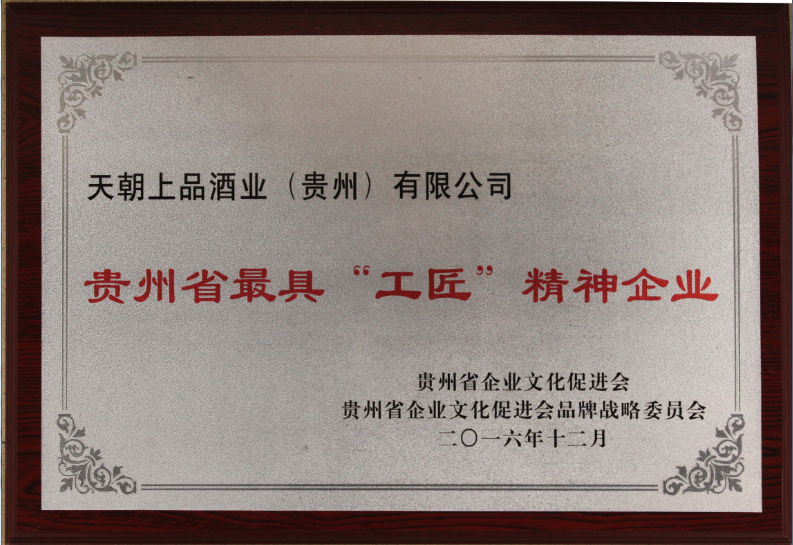 天朝上品酒业（贵州）有限公司
贵州省最具“工匠”精神企业
贵州省企业文化促进会
贵州省企业文化促进会品牌战略委员会
二〇一六年十二月